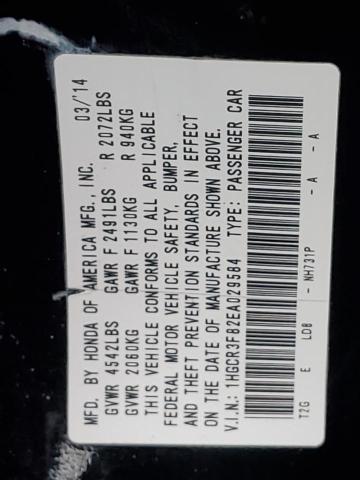 MFD. BY HONDA OF AMERICA MFG., INC. 03/'14
GVWR 4542LBS GAWR F 2491LBS R 2072LBS
GVWR 2060KG GAWR F 1130KG R 940KG
THIS VEHICLE CONFORMS TO ALL APPLICABLE
FEDERAL MOTOR VEHICLE SAFETY, BUMPER,
AND THEFT PREVENTION STANDARDS IN EFFECT
ON THE DATE OF MANUFACTURE SHOWN ABOVE.
V.I.N.: 1HGCR3F82EA029584 TYPE: PASSENGER CAR
T2G E LDB - NH731P - A - A